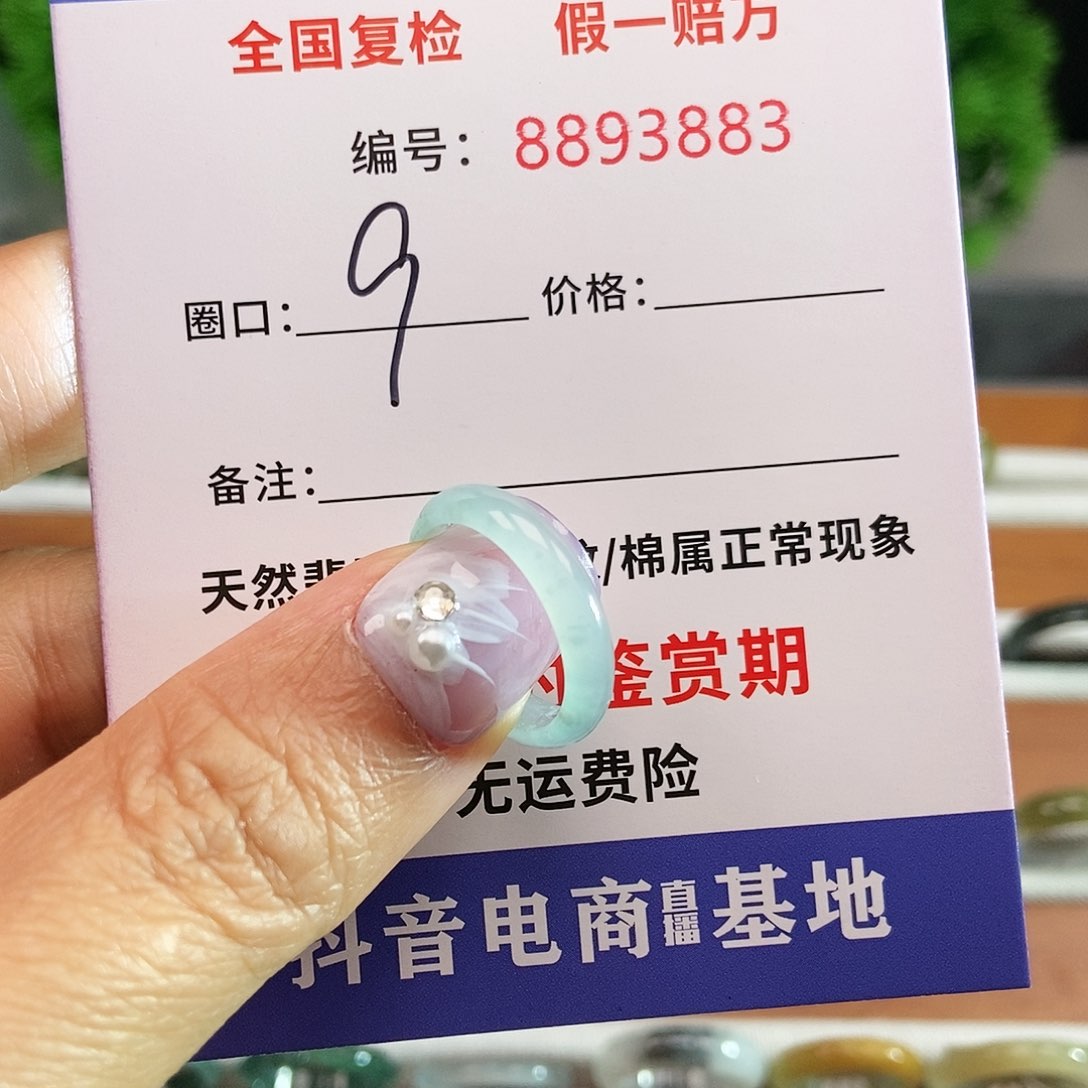 全国复检 假一赔万
编号：8893883
圈口：9 价格：
备注：
天然翡 /棉属正常现象
鉴赏期
无运费险
抖音电商直播基地